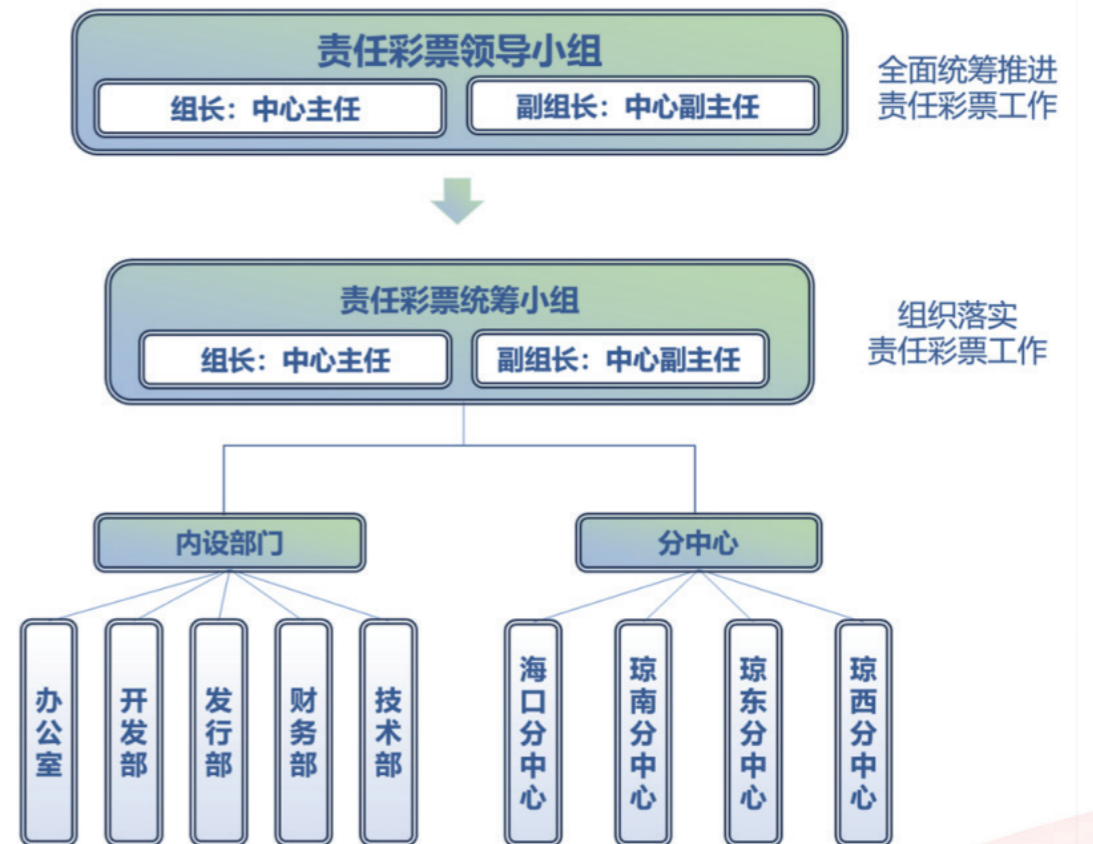 责任彩票领导小组
组长：中心主任
副组长：中心副主任
全面统筹推进
责任彩票工作
责任彩票统筹小组
组长：中心主任
副组长：中心副主任
组织落实
责任彩票工作
内设部门
分中心
办公室
开发部
发行部
财务部
技术部
海口分中心
琼南分中心
琼东分中心
琼西分中心